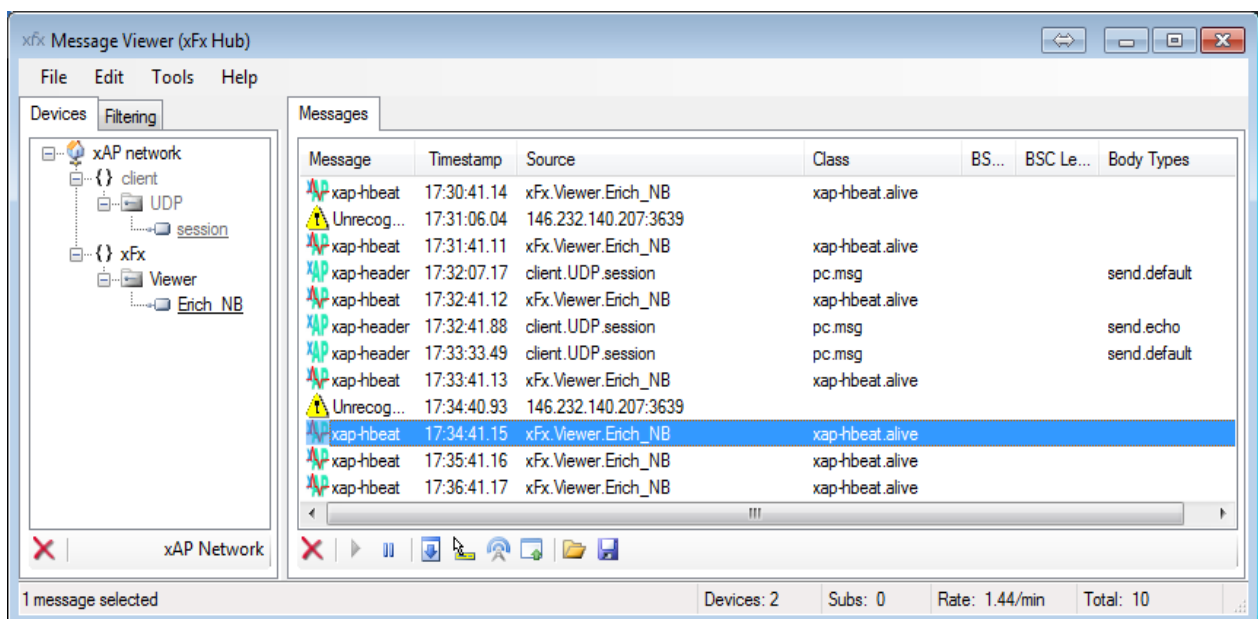 xfx Message Viewer (xFx Hub)
File Edit Tools Help
Devices Filtering
xAP network
{} client
UDP
session
{} xFx
Viewer
Erich_NB
xAP Network
Messages
Message Timestamp Source Class BS... BSC Le... Body Types
xap-hbeat 17:30:41.14 xFx.Viewer.Erich_NB xap-hbeat.alive
Unrecog... 17:31:06.04 146.232.140.207:3639
xap-hbeat 17:31:41.11 xFx.Viewer.Erich_NB xap-hbeat.alive
xap-header 17:32:07.17 client.UDP.session pc.msg send.default
xap-hbeat 17:32:41.12 xFx.Viewer.Erich_NB xap-hbeat.alive
xap-header 17:32:41.88 client.UDP.session pc.msg send.echo
xap-header 17:33:33.49 client.UDP.session pc.msg send.default
xap-hbeat 17:33:41.13 xFx.Viewer.Erich_NB xap-hbeat.alive
Unrecog... 17:34:40.93 146.232.140.207:3639
xap-hbeat 17:34:41.15 xFx.Viewer.Erich_NB xap-hbeat.alive
xap-hbeat 17:35:41.16 xFx.Viewer.Erich_NB xap-hbeat.alive
xap-hbeat 17:36:41.17 xFx.Viewer.Erich_NB xap-hbeat.alive
1 message selected Devices: 2 Subs: 0 Rate: 1.44/min Total: 10